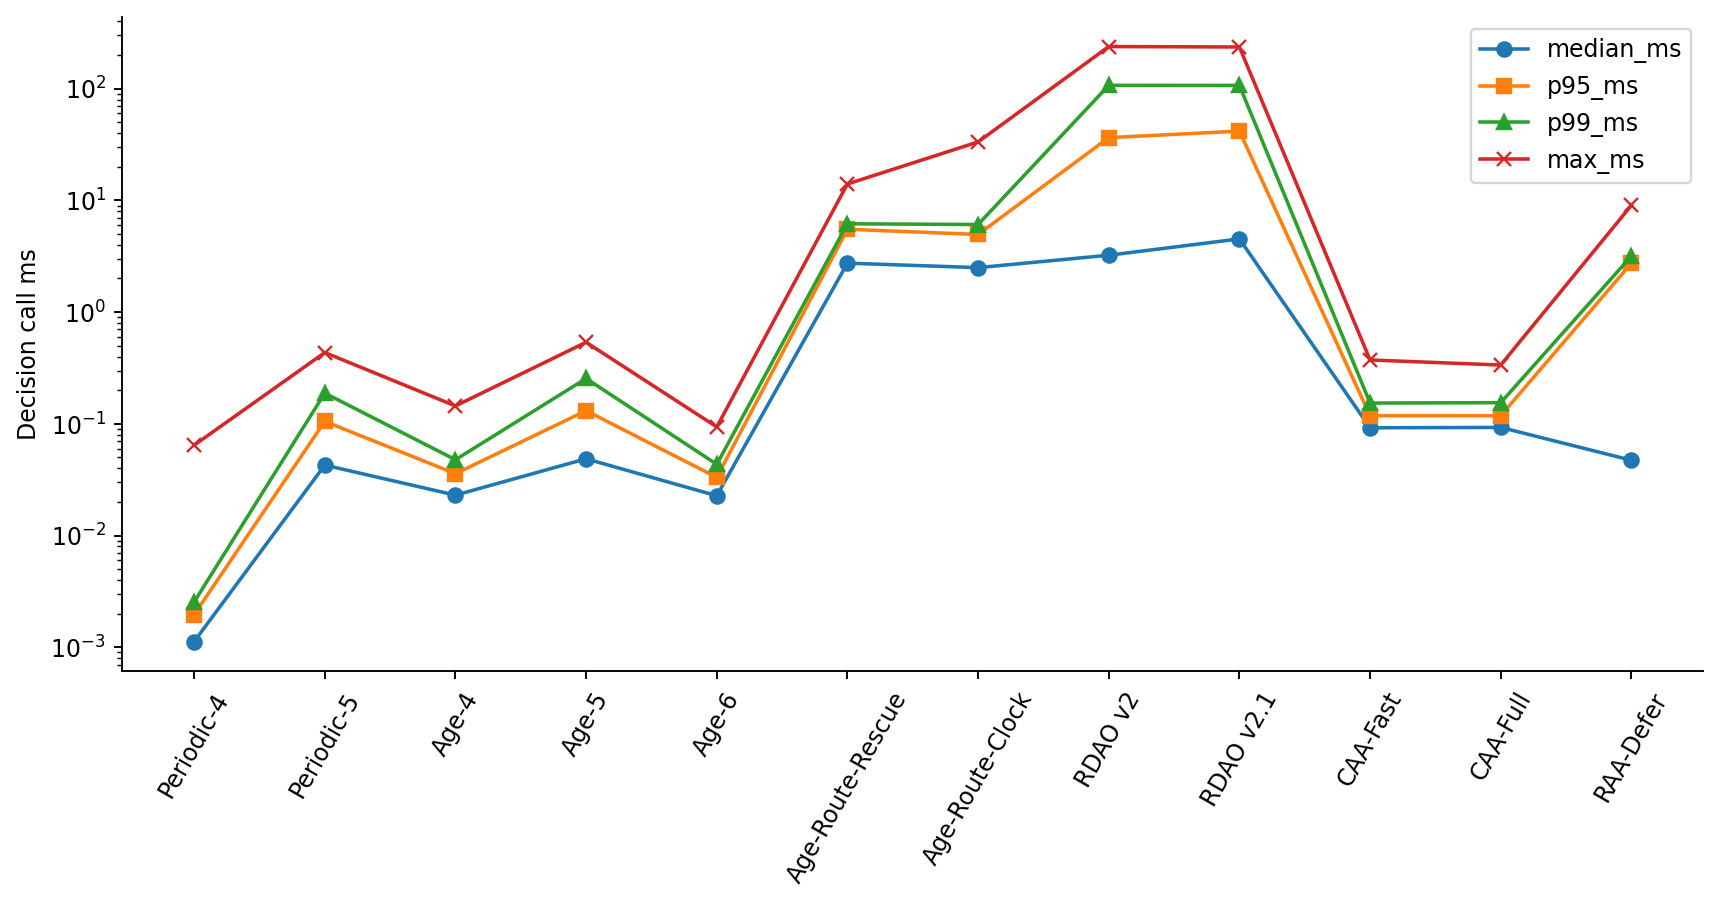 median_ms
p95_ms
p99_ms
max_ms
Decision call ms
10²
10¹
10⁰
10⁻¹
10⁻²
10⁻³
Periodic-4
Periodic-5
Age-4
Age-5
Age-6
Age-Route-Rescue
Age-Route-Clock
RDAO v2
RDAO v2.1
CAA-Fast
CAA-Full
RAA-Defer